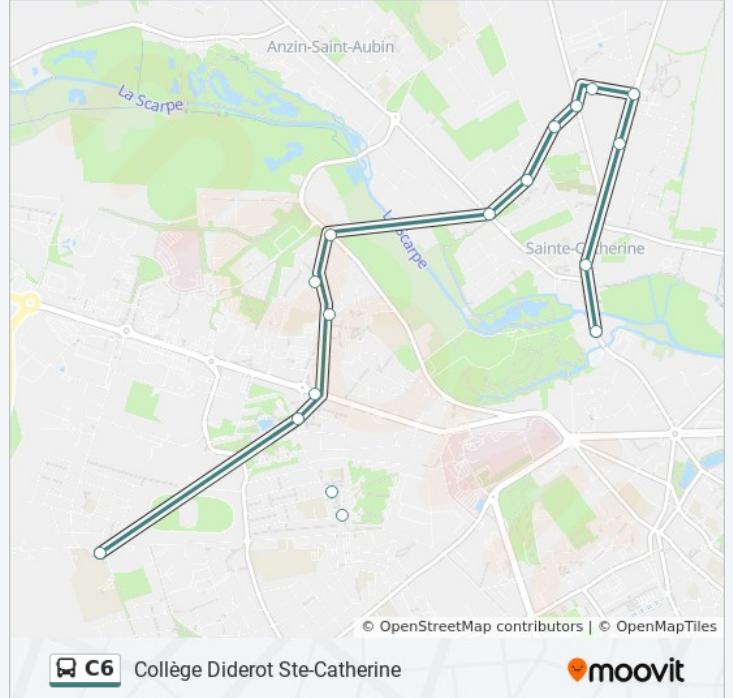 Anzin-Saint-Aubin
La Scarpe
La Scarpe
Sainte-Catherine
© OpenStreetMap contributors | © OpenMapTiles
C6 Collège Diderot Ste-Catherine
moovit